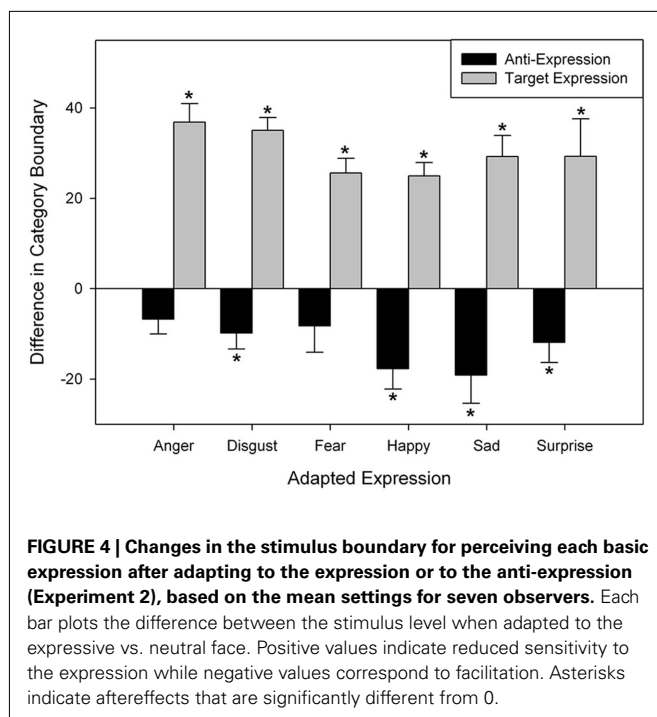 Anti-Expression
Target Expression
Difference in Category Boundary
40
20
0
-20
* * * * * *
* * * *
Anger Disgust Fear Happy Sad Surprise
Adapted Expression
FIGURE 4 | Changes in the stimulus boundary for perceiving each basic
expression after adapting to the expression or to the anti-expression
(Experiment 2), based on the mean settings for seven observers. Each
bar plots the difference between the stimulus level when adapted to the
expressive vs. neutral face. Positive values indicate reduced sensitivity to
the expression while negative values correspond to facilitation. Asterisks
indicate aftereffects that are significantly different from 0.